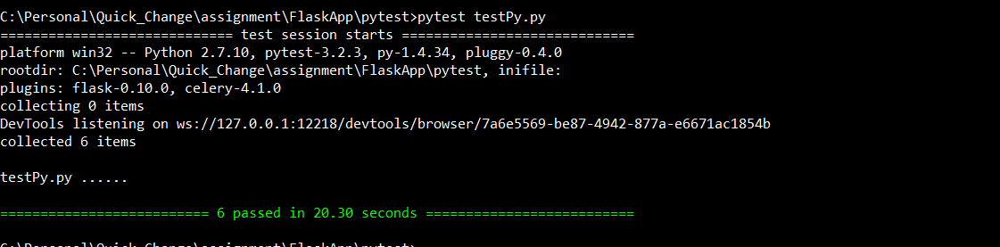 C:\Personal\Quick_Change\assignment\FlaskApp\pytest>pytest testPy.py
============================= test session starts =============================
platform win32 -- Python 2.7.10, pytest-3.2.3, py-1.4.34, pluggy-0.4.0
rootdir: C:\Personal\Quick_Change\assignment\FlaskApp\pytest, inifile:
plugins: flask-0.10.0, celery-4.1.0
collecting 0 items
DevTools listening on ws://127.0.0.1:12218/devtools/browser/7a6e5569-be87-4942-877a-e6671ac1854b
collected 6 items
testPy.py ......
========================== 6 passed in 20.30 seconds ==========================
C:\Personal\Quick_Change\assignment\FlaskApp\pytest>